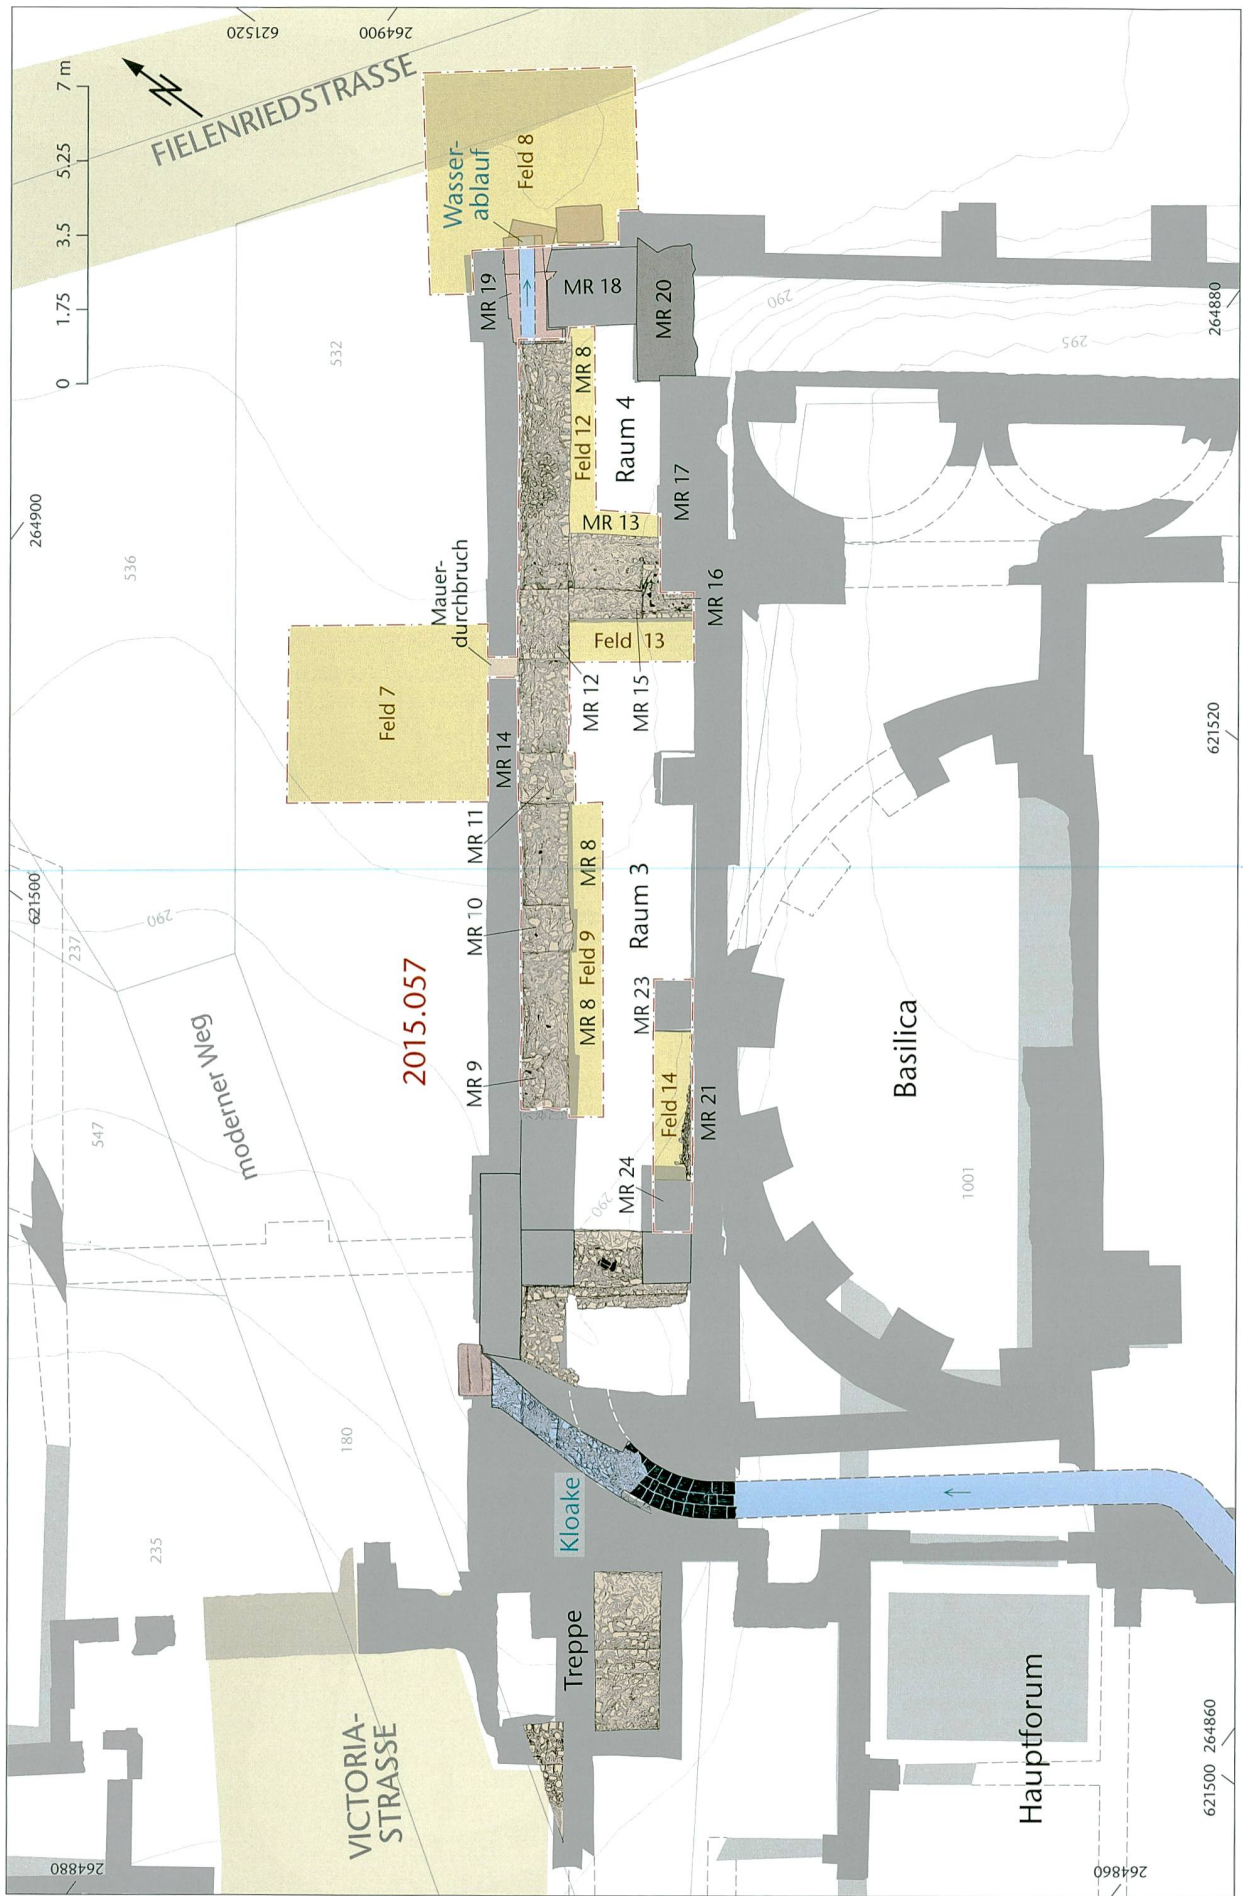 621520
264900
7 m
5.25
3.5
1.75
0
FIELENRIEDSTRASSE
Wasser-
ablauf
Feld 8
MR 19
MR 18
MR 20
290
295
264880
532
264900
536
Mauer-
durchbruch
MR 8
Feld 12
Raum 4
MR 13
MR 17
MR 16
Feld 13
Feld 7
MR 14
MR 12
MR 15
621520
MR 11
MR 8
Raum 3
MR 10
Feld 9
MR 8
MR 23
621500
237
290
2015.057
moderner Weg
547
MR 9
Feld 14
MR 21
MR 24
290
Basilica
1001
180
235
Kloake
Treppe
VICTORIA-
STRASSE
Hauptforum
264880
621500
264860
264860